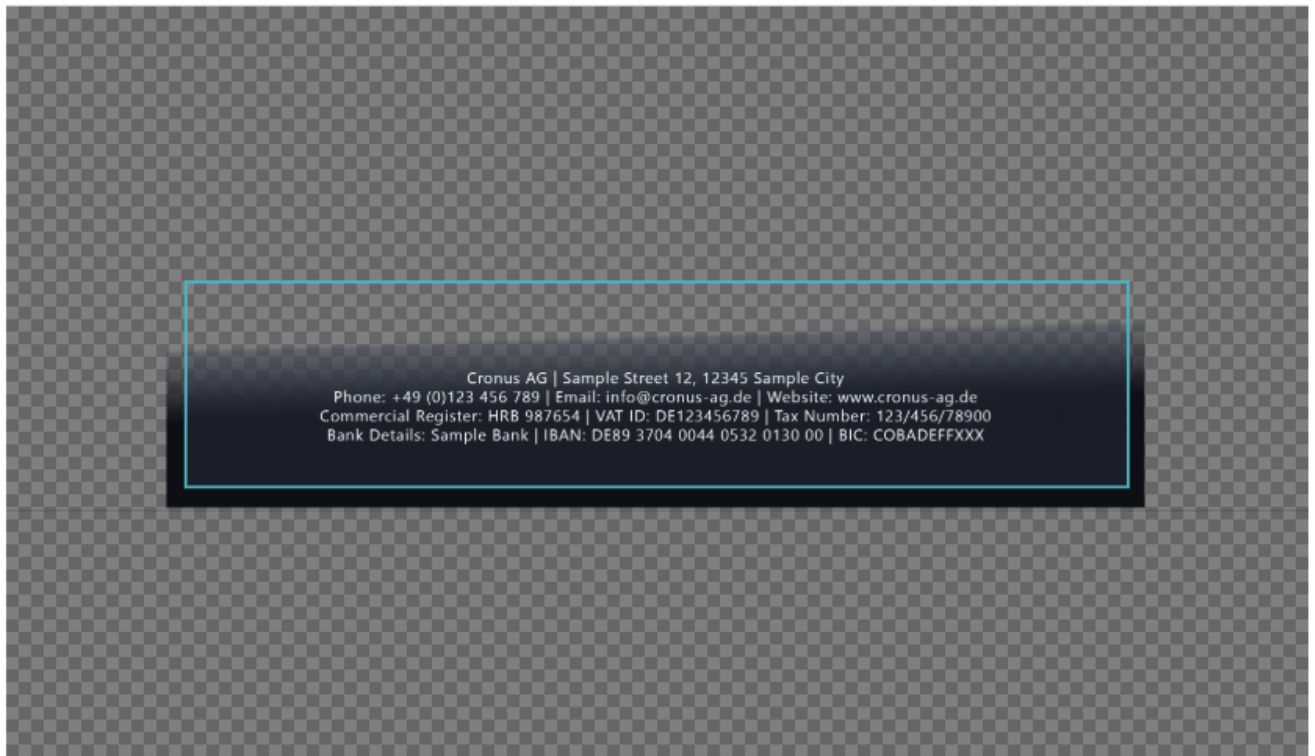 Cronus AG | Sample Street 12, 12345 Sample City
Phone: +49 (0)123 456 789 | Email: info@cronus-ag.de | Website: www.cronus-ag.de
Commercial Register: HRB 987654 | VAT ID: DE123456789 | Tax Number: 123/456/78900
Bank Details: Sample Bank | IBAN: DE89 3704 0044 0532 0130 00 | BIC: COBADEFFXXX